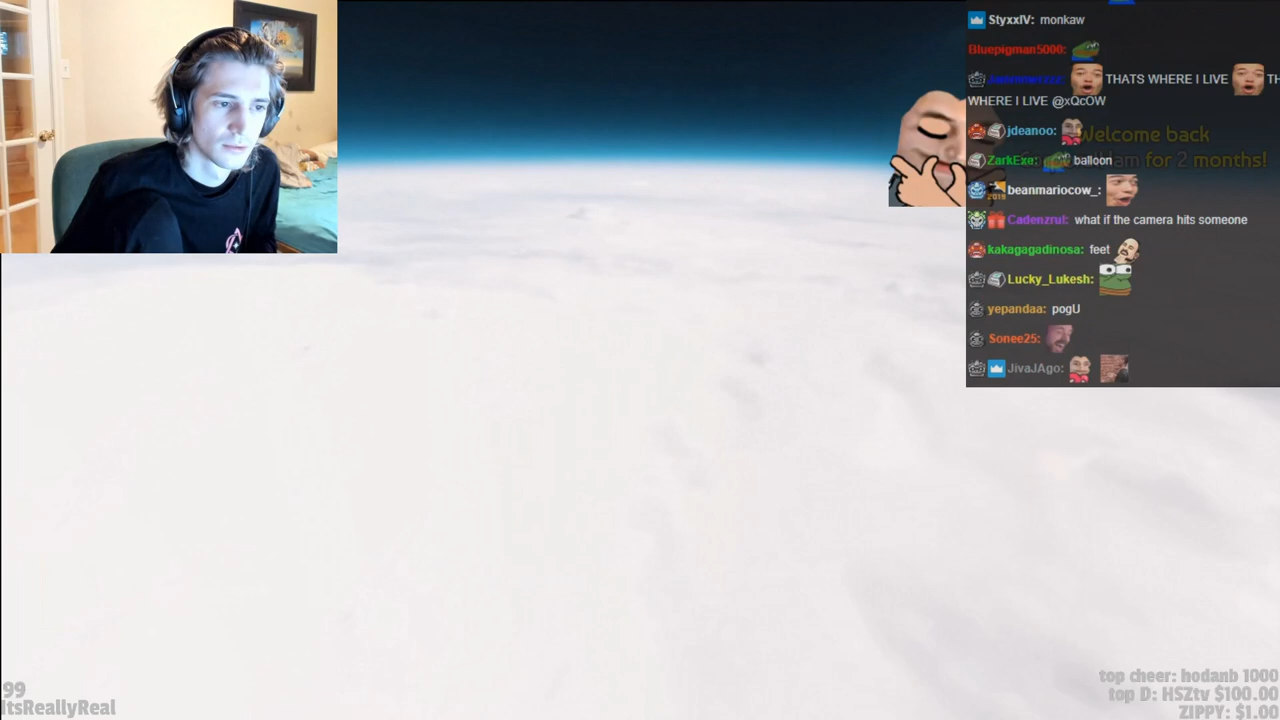 StyxxIV: monkaw
Bluepigman5000:
THATS WHERE I LIVE TH
WHERE I LIVE @xQcOW
jdeanoo:
Welcome back
ZarkExe: balloon
for 2 months!
beanmariocow_:
2019
Cadenzrul: what if the camera hits someone
kakagagadinosa: feet
Lucky_Lukesh:
yepandaa: pogU
Sonee25:
JivaJAgo:
99
ItsReallyReal
top cheer: hodanb 1000
top D: HSZtv $100.00
ZIPPY: $1.00